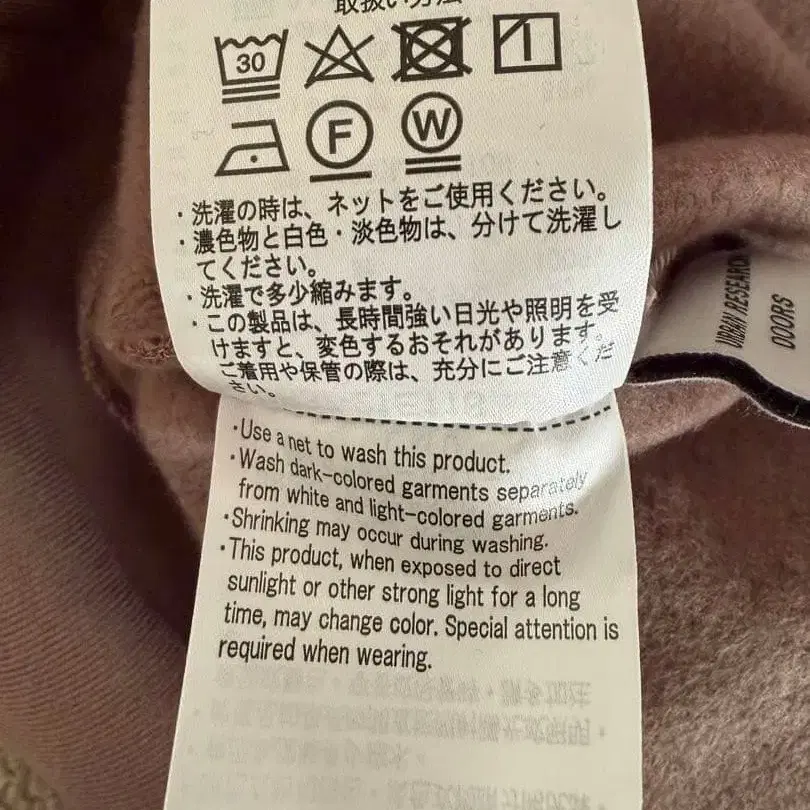 取扱い方法
30
F
W
・洗濯の時は、ネットをご使用ください。
・濃色物と白色・淡色物は、分けて洗濯し
てください。
・洗濯で多少縮みます。
・この製品は、長時間強い日光や照明を受
けますと、変色するおそれがあります。
ご着用や保管の際は、充分にご注意くだ
さい。
・Use a net to wash this product.
・Wash dark-colored garments separately
from white and light-colored garments.
・Shrinking may occur during washing.
・This product, when exposed to direct
sunlight or other strong light for a long
time, may change color. Special attention is
required when wearing.
URBAN RESEARCH
DOORS